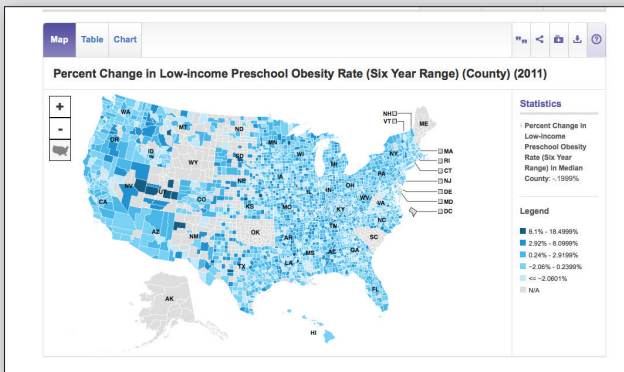 Map Table Chart
Percent Change in Low-income Preschool Obesity Rate (Six Year Range) (County) (2011)
+
-
WA
OR
CA
ID
NV
MT
WY
UT
AZ
CO
NM
ND
SD
NB
KS
OK
TX
MN
IA
MO
AR
LA
WI
IL
MS
MI
IN
KY
TN
AL
OH
WV
VA
NC
SC
GA
FL
PA
NY
ME
NH
VT
MA
RI
CT
NJ
DE
MD
DC
AK
HI
Statistics
Percent Change in
Low-income
Preschool Obesity
Rate (Six Year
Range) in Median
County: -.1999%
Legend
8.1% - 18.4999%
2.92% - 8.0999%
0.24% - 2.9199%
−2.06% - 0.2399%
<= −2.0601%
N/A